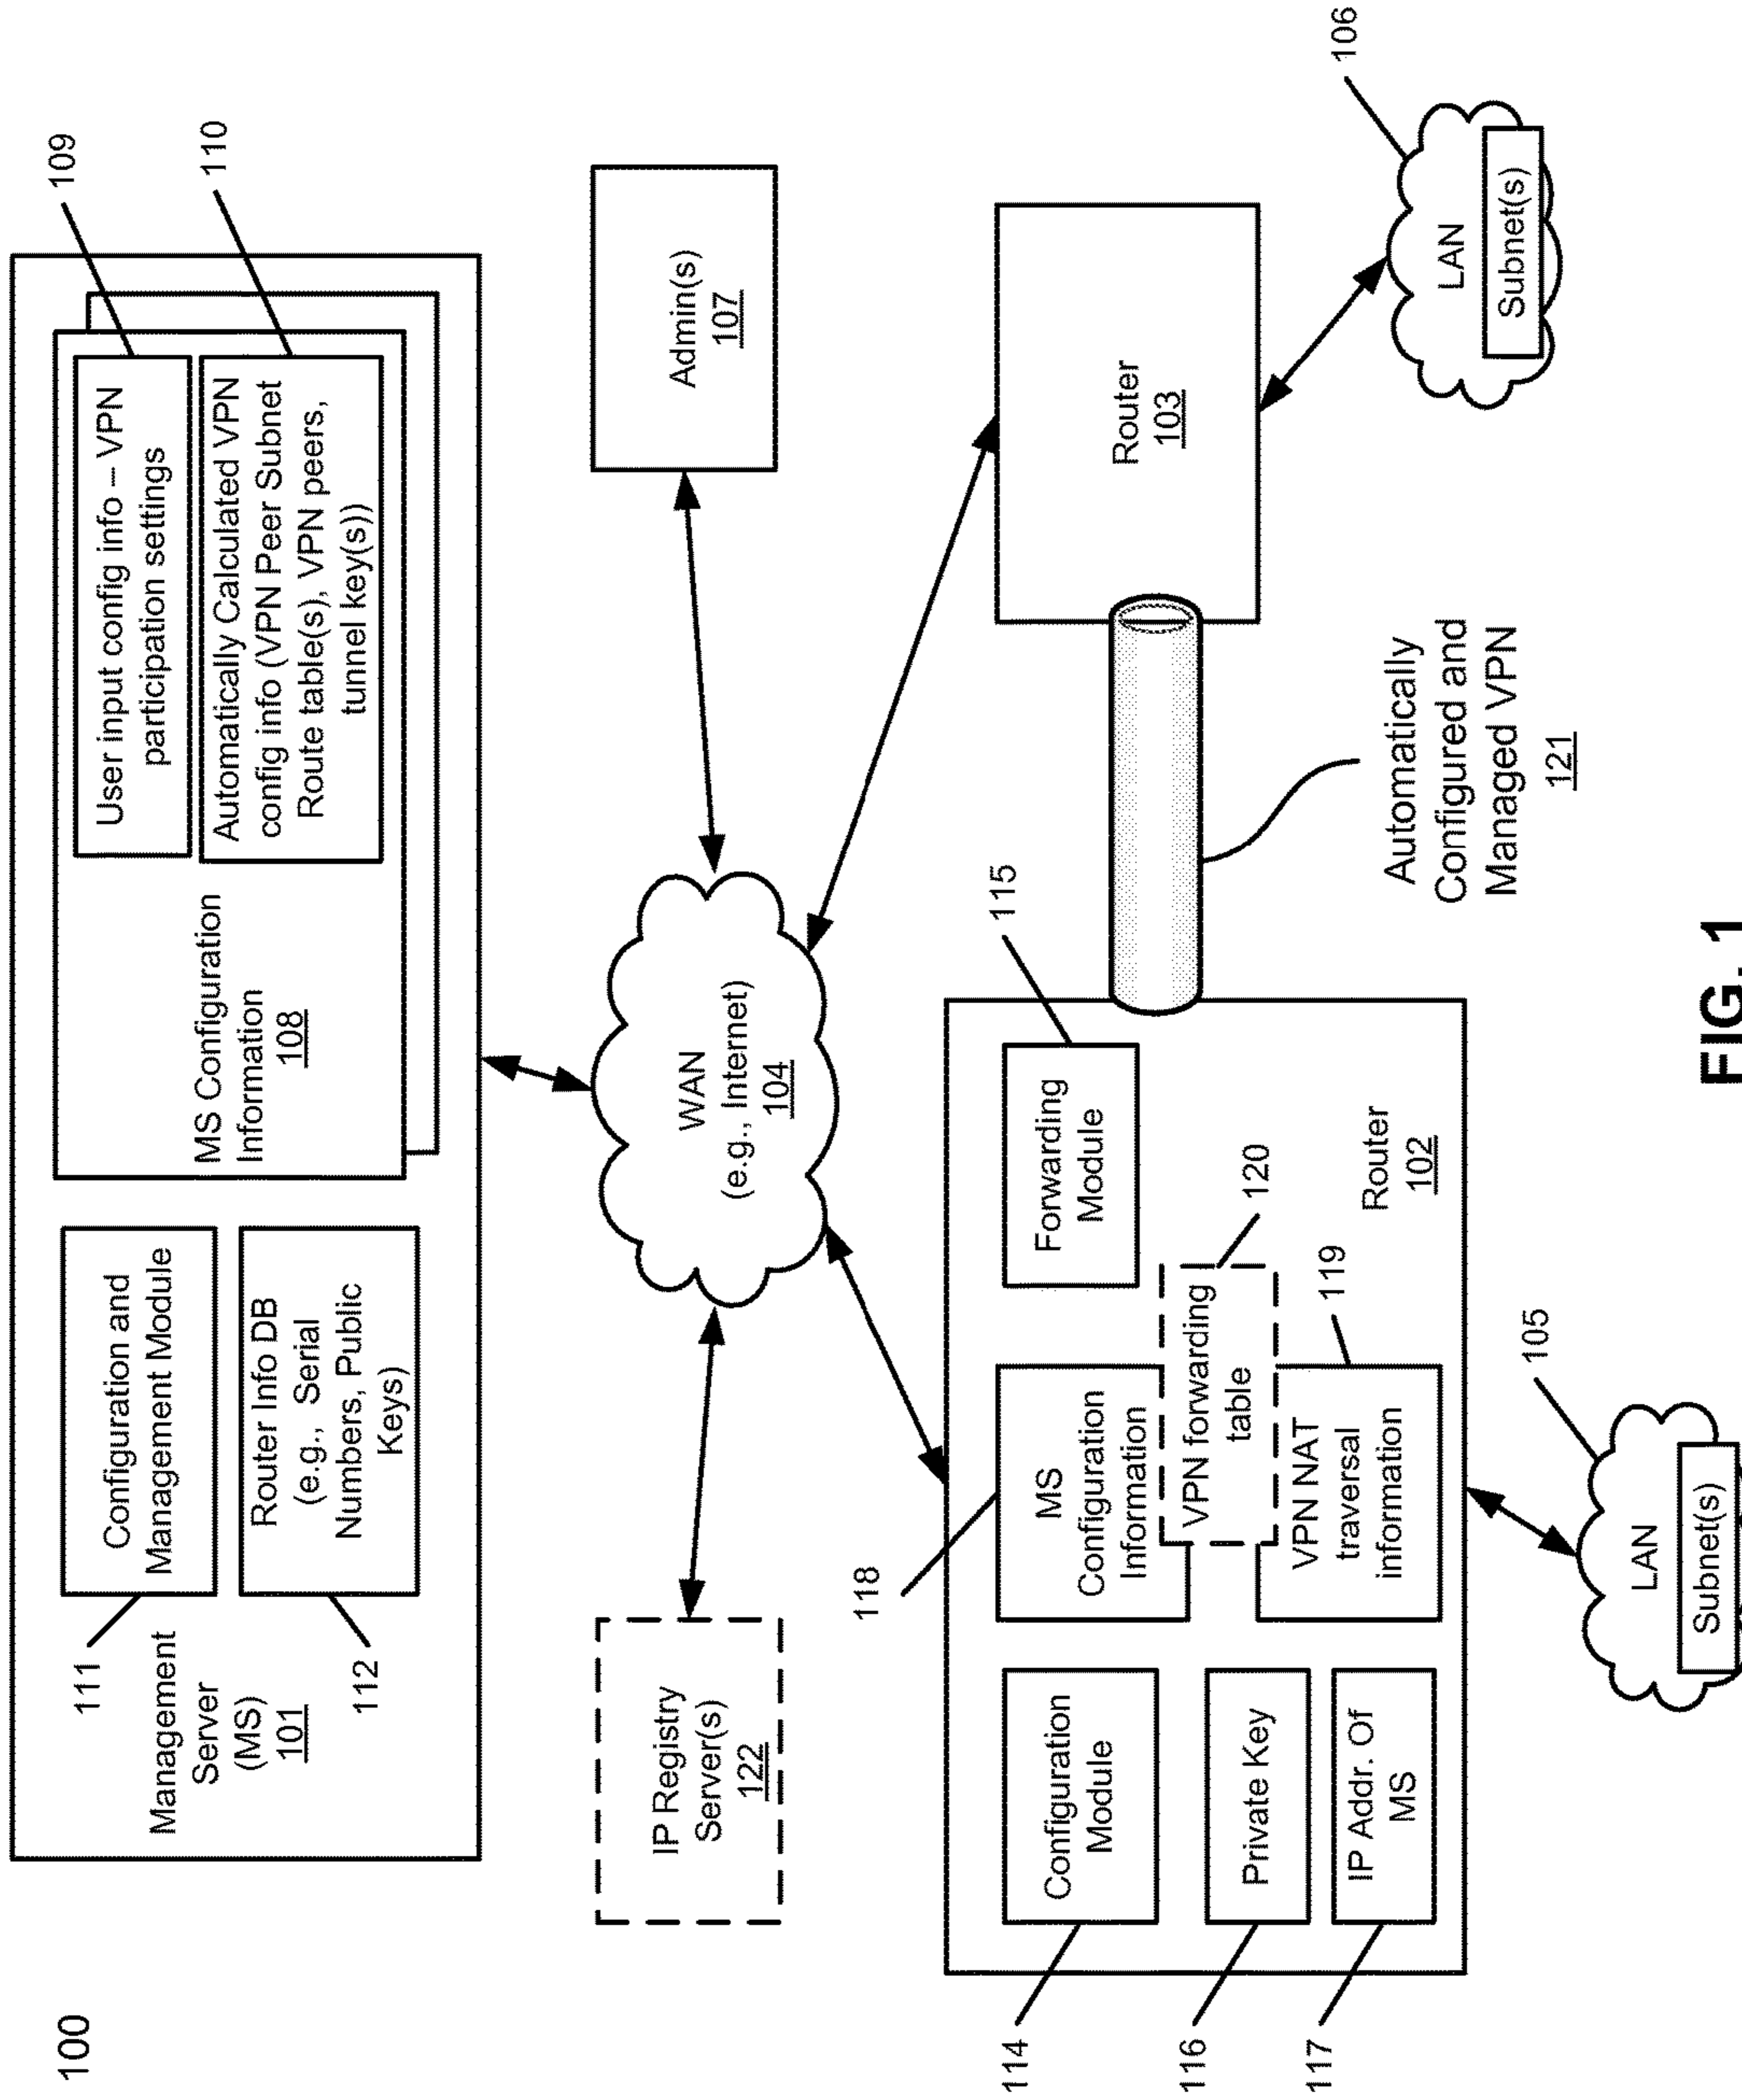 100
Management
Server
(MS)
101
111
112
Configuration and
Management Module
Router Info DB
(e.g., Serial
Numbers, Public
Keys)
MS Configuration
Information
108
User input config info – VPN
participation settings
Automatically Calculated VPN
config info (VPN Peer Subnet
Route table(s), VPN peers,
tunnel key(s))
109
110
IP Registry
Server(s)
122
WAN
(e.g., Internet)
104
Admin(s)
107
114
116
117
Configuration
Module
Private Key
IP Addr. Of
MS
118
MS
Configuration
Information
VPN forwarding
table
VPN NAT
traversal
information
120
119
Forwarding
Module
115
Router
102
Automatically
Configured and
Managed VPN
121
Router
103
LAN
Subnet(s)
105
LAN
Subnet(s)
106
FIG. 1